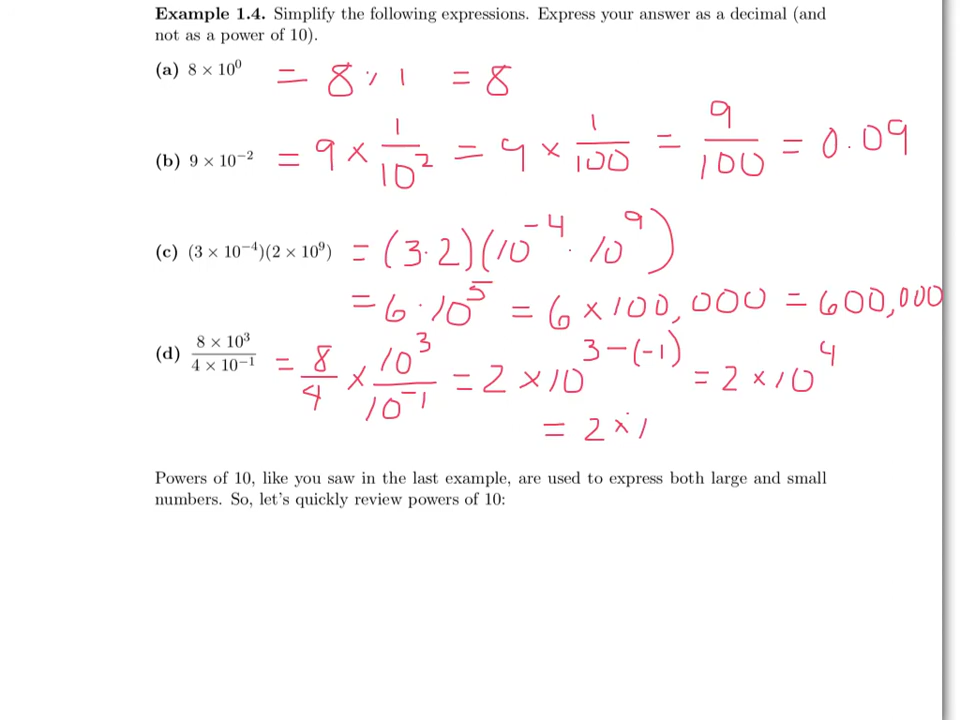 Example 1.4. Simplify the following expressions. Express your answer as a decimal (and
not as a power of 10).
(a) 8 × 10⁰ = 8 × 1 = 8
(b) 9 × 10⁻² = 9 × 1/10² = 9 × 1/100 = 9/100 = 0.09
(c) (3 × 10⁻⁴)(2 × 10⁹) = (3·2)(10⁻⁴·10⁹)
= 6·10⁵ = 6 × 100,000 = 600,000
(d) 8 × 10³/4 × 10⁻¹ = 8/4 × 10³/10⁻¹ = 2 × 10³⁻⁽⁻¹⁾ = 2 × 10⁴
= 2 × 1
Powers of 10, like you saw in the last example, are used to express both large and small
numbers. So, let's quickly review powers of 10: